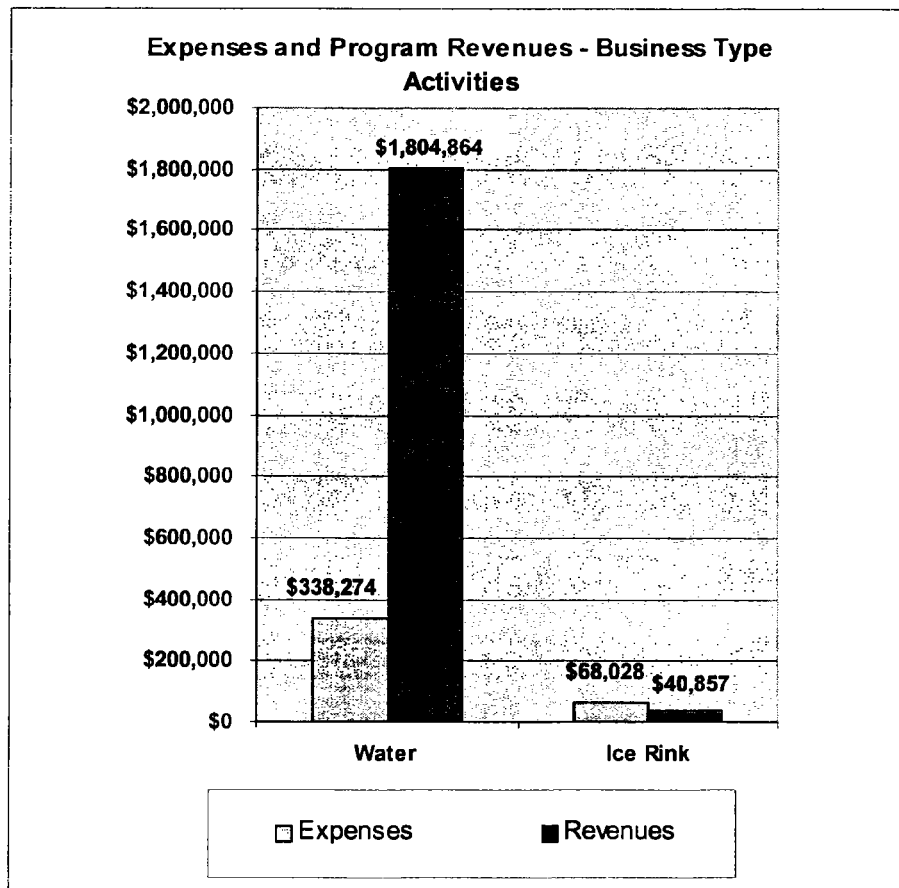 Expenses and Program Revenues - Business Type
Activities
$2,000,000
$1,800,000
$1,600,000
$1,400,000
$1,200,000
$1,000,000
$800,000
$600,000
$400,000
$200,000
$0
$1,804,864
$338,274
$68,028
$40,857
Water
Ice Rink
Expenses
Revenues